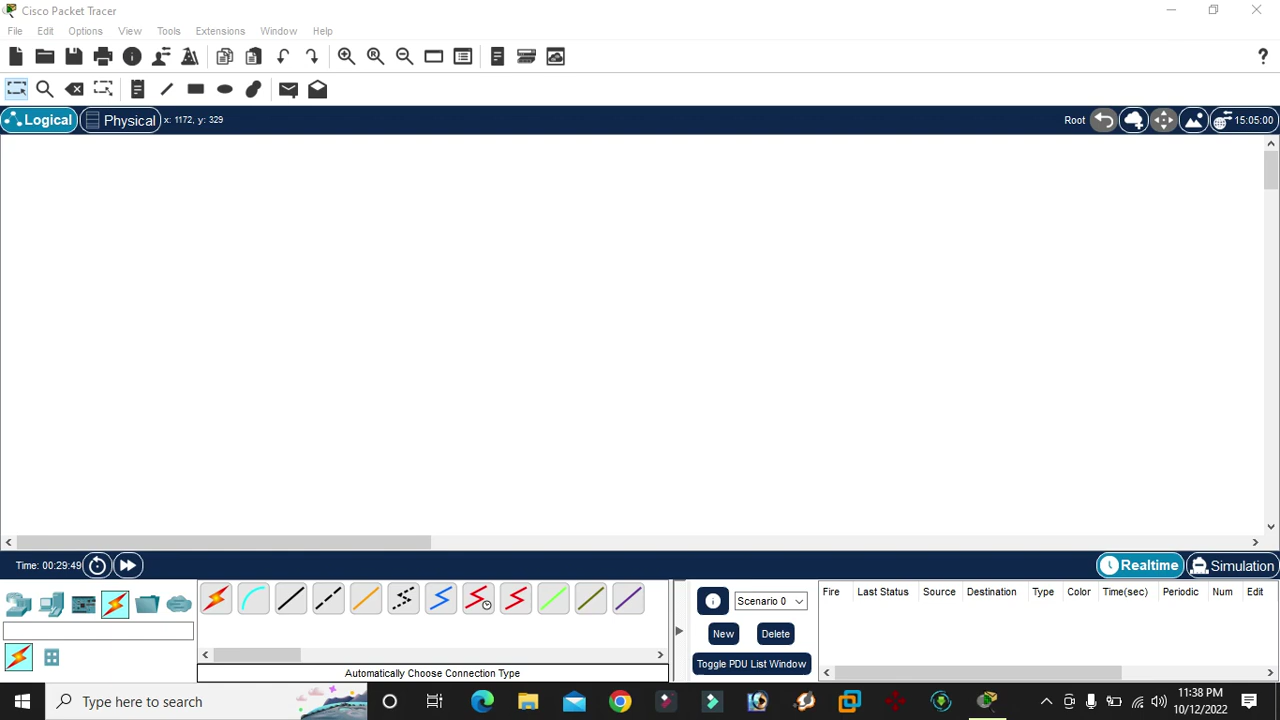 Cisco Packet Tracer
File Edit Options View Tools Extensions Window Help
Logical Physical x: 1172, y: 329 Root 15:05:00
Time: 00:29:49 Realtime Simulation
Scenario 0 Fire Last Status Source Destination Type Color Time(sec) Periodic Num Edit
New Delete
Toggle PDU List Window
Automatically Choose Connection Type
Type here to search
11:38 PM
10/12/2022